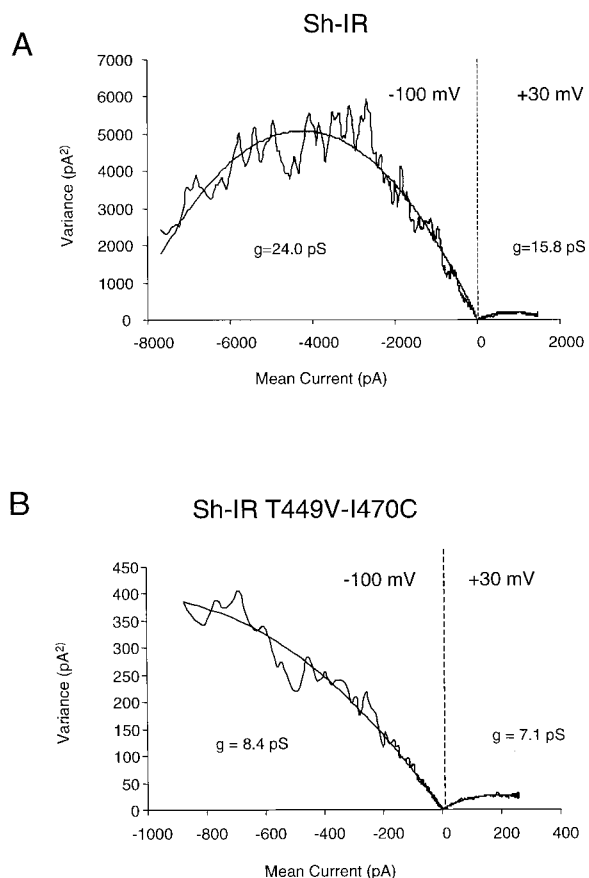 A
Sh-IR
7000
6000
5000
4000
3000
2000
1000
0
Variance (pA²)
-100 mV
+30 mV
g=24.0 pS
g=15.8 pS
-8000 -6000 -4000 -2000 0 2000
Mean Current (pA)
B
Sh-IR T449V-I470C
450
400
350
300
250
200
150
100
50
0
Variance (pA²)
-100 mV
+30 mV
g = 8.4 pS
g = 7.1 pS
-1000 -800 -600 -400 -200 0 200 400
Mean Current (pA)